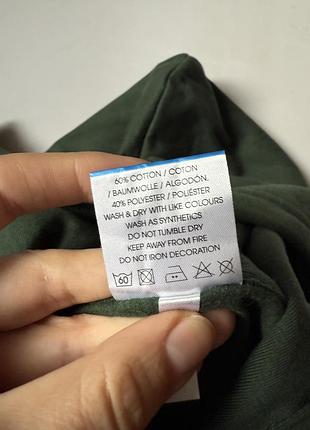 60% COTTON / COTON
/ BAUMWOLLE / ALGODÓN,
40% POLYESTER / POLIÉSTER
WASH & DRY WITH LIKE COLOURS
WASH AS SYNTHETICS
DO NOT TUMBLE DRY
KEEP AWAY FROM FIRE
DO NOT IRON DECORATION
60